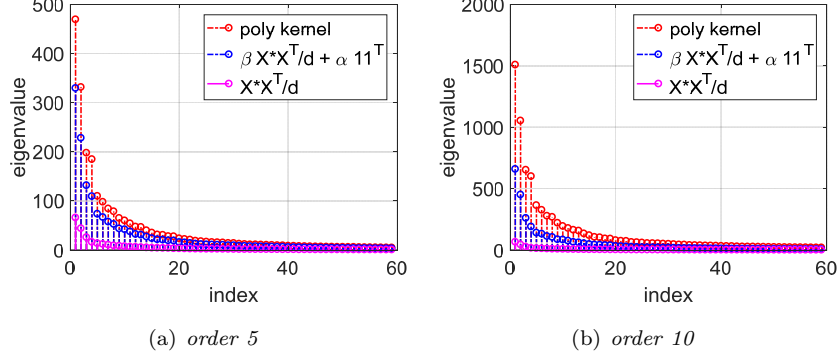 500
400
300
200
100
0
0
20
40
60
eigenvalue
index
poly kernel
β X*X^T/d + α 11^T
X*X^T/d
(a) order 5
2000
1500
1000
500
0
0
20
40
60
eigenvalue
index
poly kernel
β X*X^T/d + α 11^T
X*X^T/d
(b) order 10